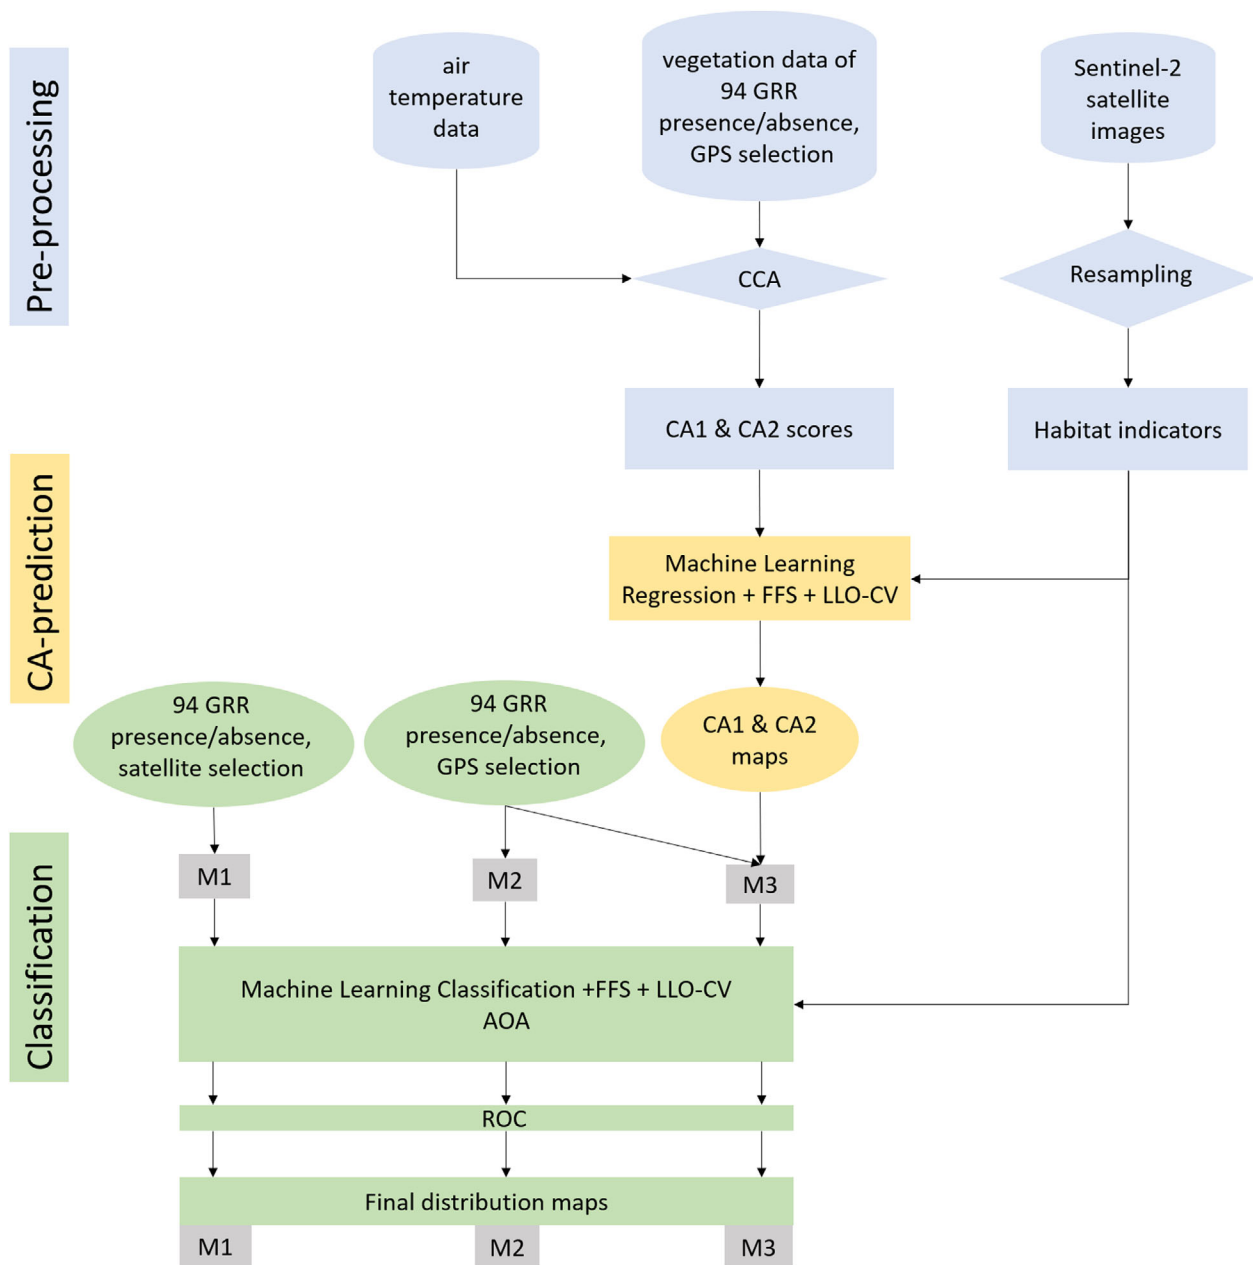 Pre-processing
air
temperature
data
vegetation data of
94 GRR
presence/absence,
GPS selection
Sentinel-2
satellite
images
CCA
Resampling
CA1 & CA2 scores
Habitat indicators
CA-prediction
Machine Learning
Regression + FFS + LLO-CV
94 GRR
presence/absence,
satellite selection
94 GRR
presence/absence,
GPS selection
CA1 & CA2
maps
Classification
M1
M2
M3
Machine Learning Classification +FFS + LLO-CV
AOA
ROC
Final distribution maps
M1
M2
M3